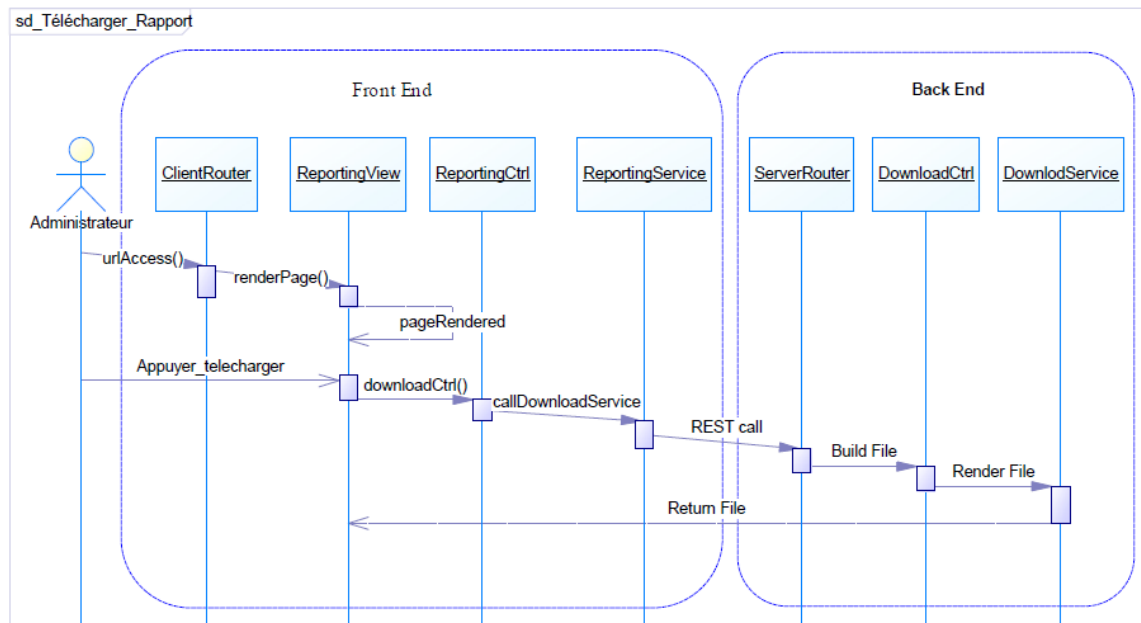 sd_Télécharger_Rapport
Front End
Back End
ClientRouter
ReportingView
ReportingCtrl
ReportingService
ServerRouter
DownloadCtrl
DownlodService
Administrateur
urlAccess()
renderPage()
pageRendered
Appuyer_telecharger
downloadCtrl()
callDownloadService
REST call
Build File
Render File
Return File